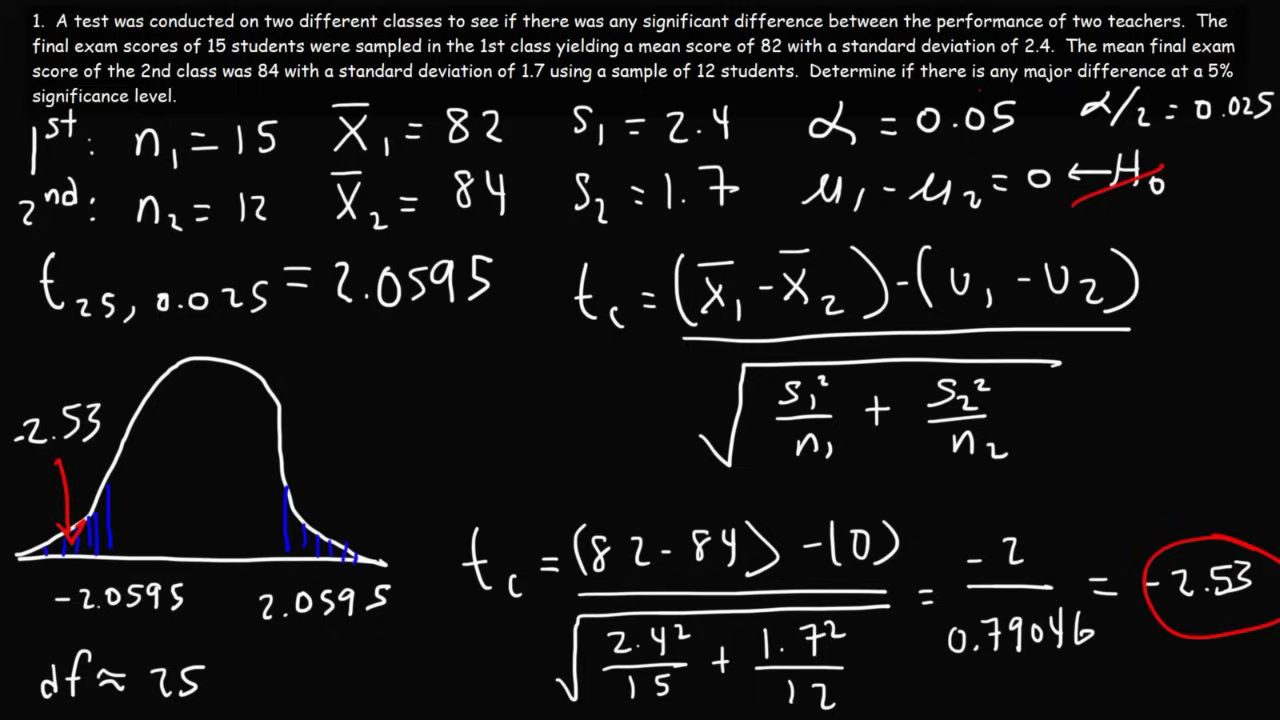 1. A test was conducted on two different classes to see if there was any significant difference between the performance of two teachers. The
final exam scores of 15 students were sampled in the 1st class yielding a mean score of 82 with a standard deviation of 2.4. The mean final exam
score of the 2nd class was 84 with a standard deviation of 1.7 using a sample of 12 students. Determine if there is any major difference at a 5%
significance level.
1st: n₁ = 15 X̄₁ = 82 S₁ = 2.4 α = 0.05 α/2 = 0.025
2nd: n₂ = 12 X̄₂ = 84 S₂ = 1.7 μ₁ - μ₂ = 0 ← H₀
t₂₅, ₀.₀₂₅ = 2.0595
t_c = (X̄₁ - X̄₂) - (υ₁ - υ₂) / √(S₁²/n₁ + S₂²/n₂)
-2.53
-2.0595 2.0595
t_c = (82 - 84) - (0) / √(2.4²/15 + 1.7²/12) = -2/0.79046 = -2.53
df ≈ 25